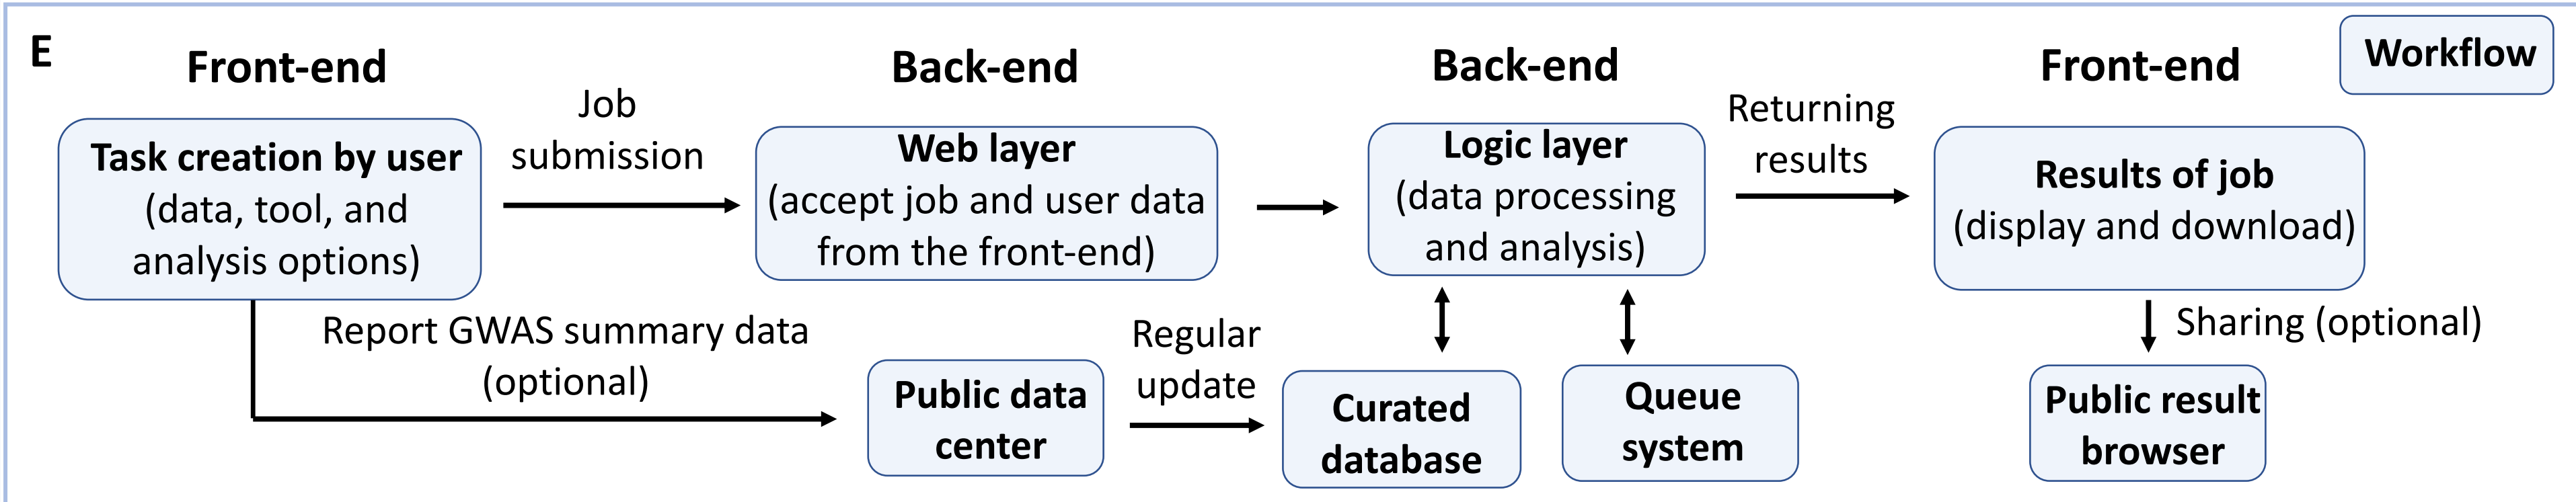 E
Front-end
Back-end
Back-end
Front-end
Workflow
Task creation by user
(data, tool, and
analysis options)
Job
submission
Web layer
(accept job and user data
from the front-end)
Logic layer
(data processing
and analysis)
Returning
results
Results of job
(display and download)
Report GWAS summary data
(optional)
Public data
center
Regular
update
Curated
database
Queue
system
Sharing (optional)
Public result
browser